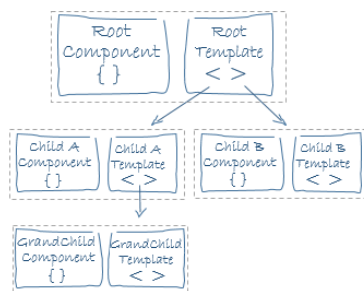 Root
Component
{ }
Root
Template
< >
Child A
Component
{ }
Child A
Template
< >
Child B
Component
{ }
Child B
Template
< >
GrandChild
Component
{ }
GrandChild
Template
< >